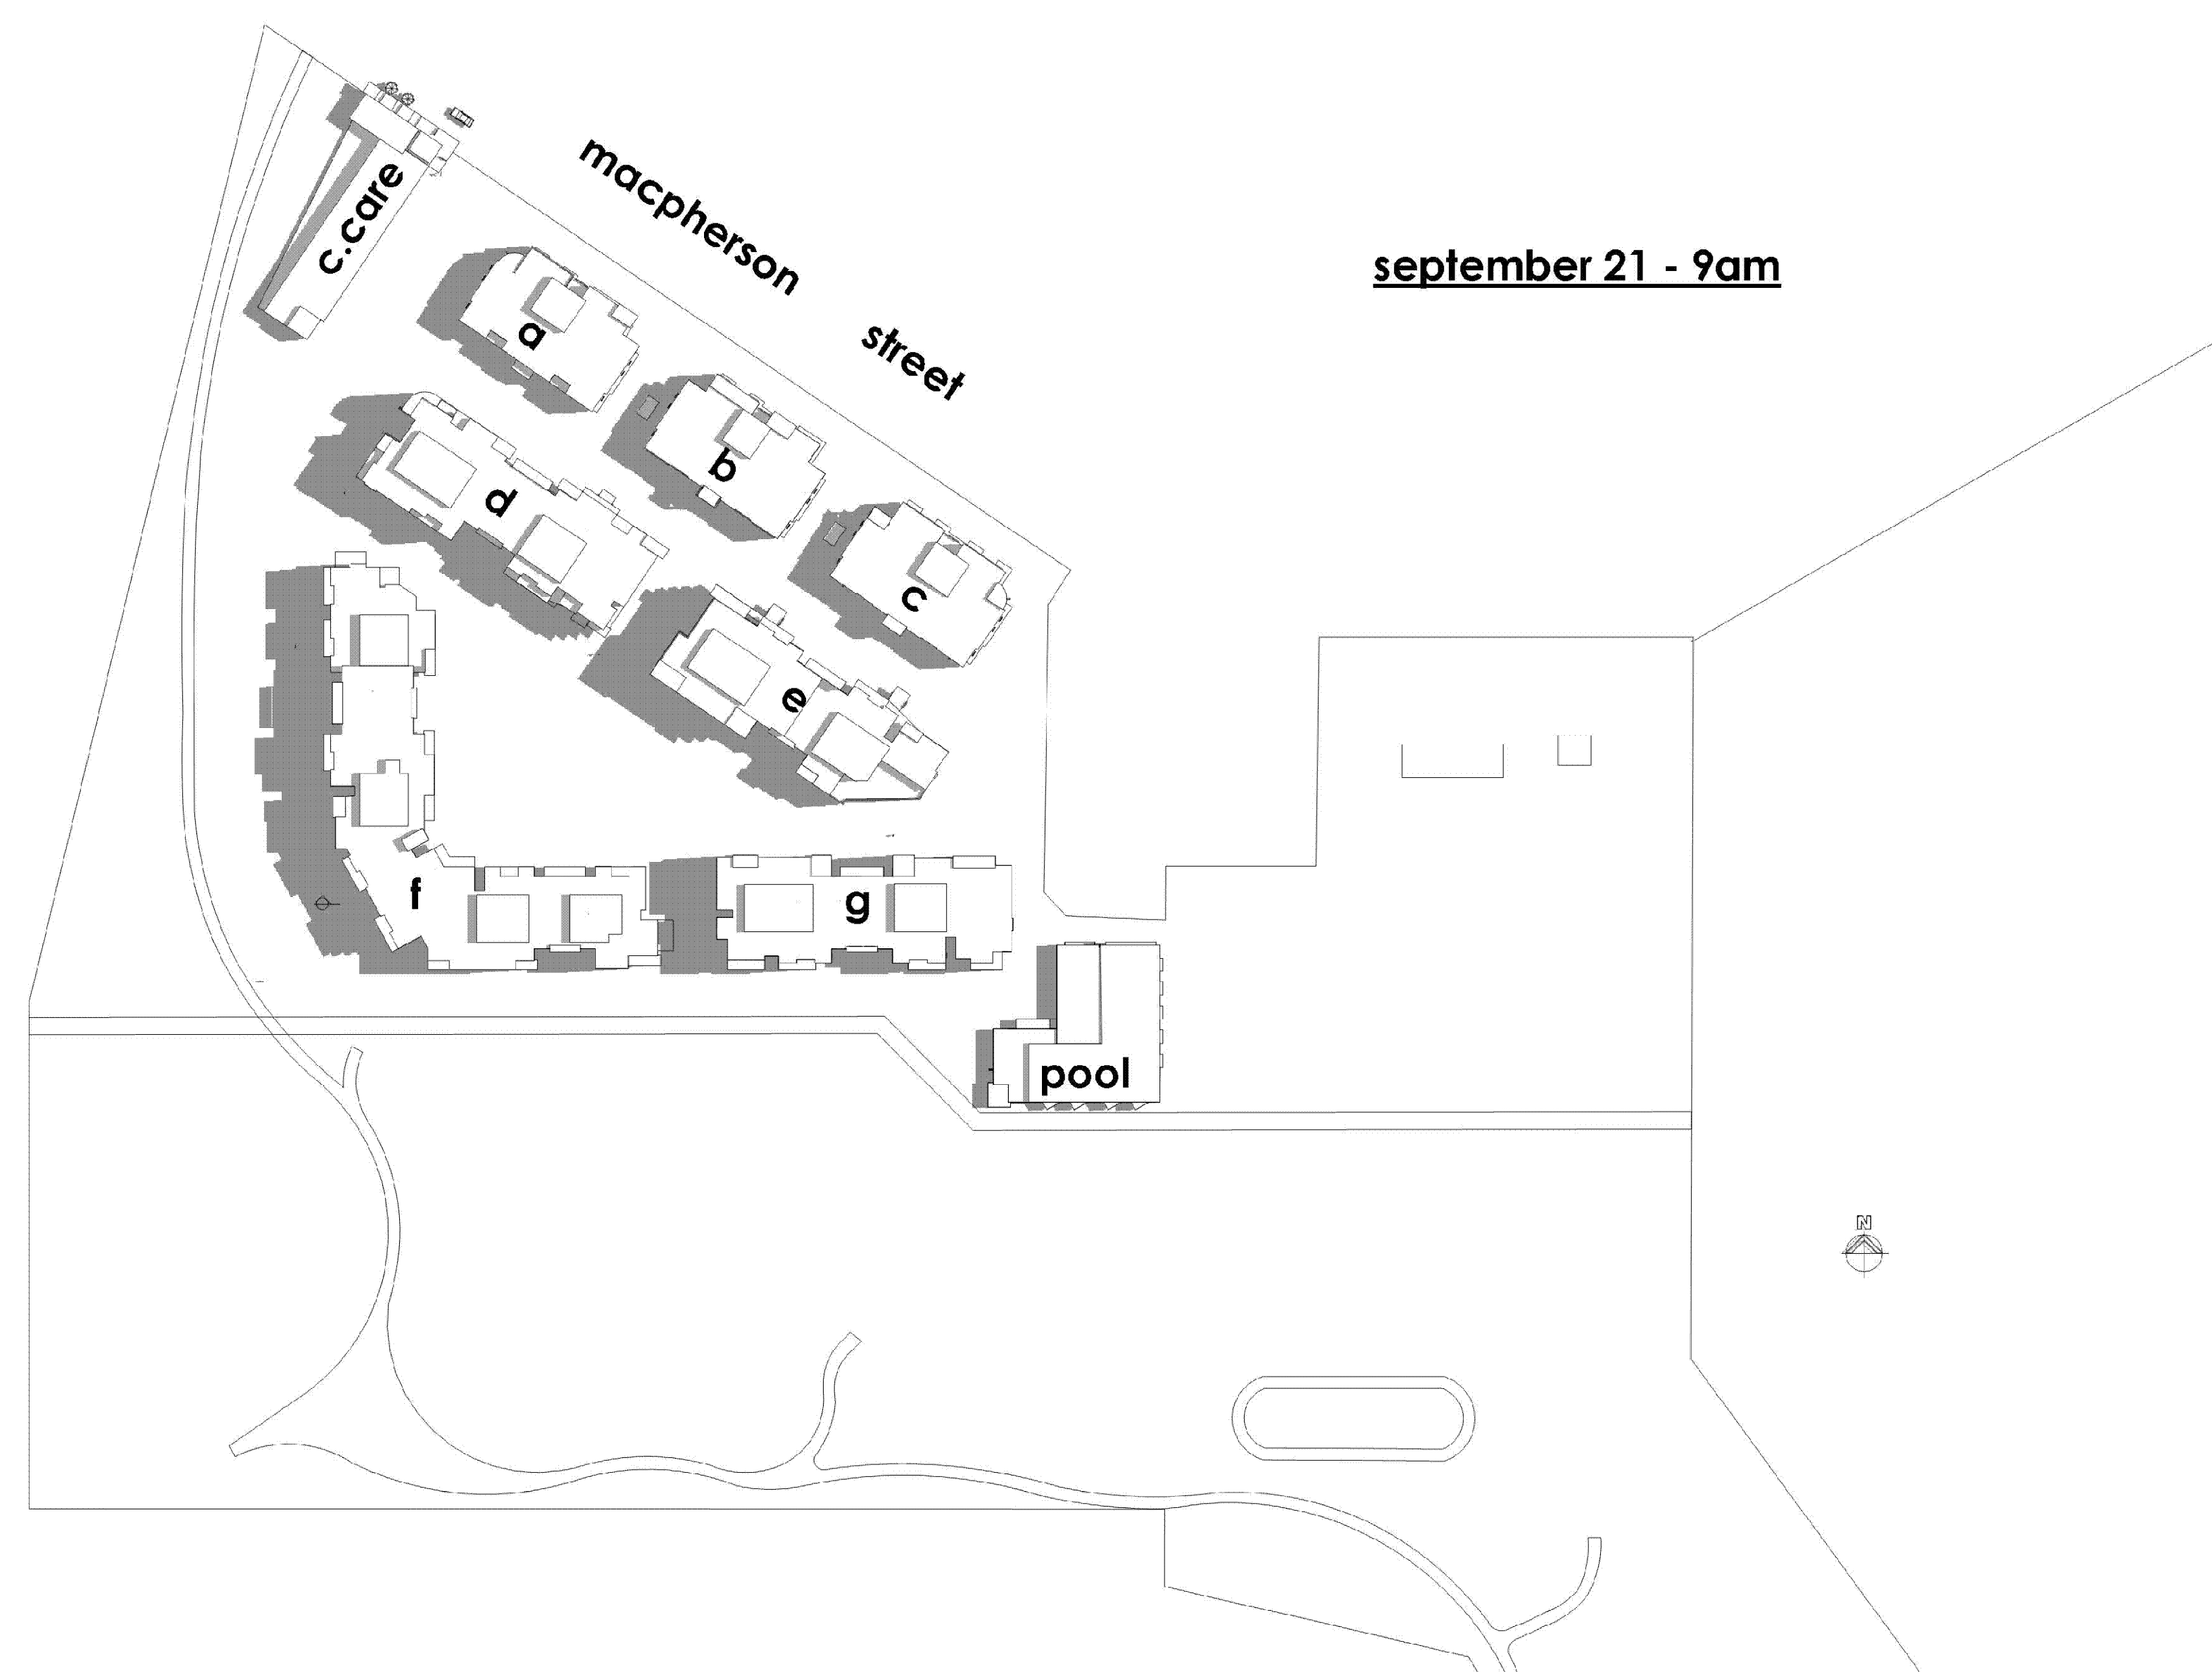 macpherson
street
september 21 - 9am
c.care
a
b
c
d
e
f
g
pool
N